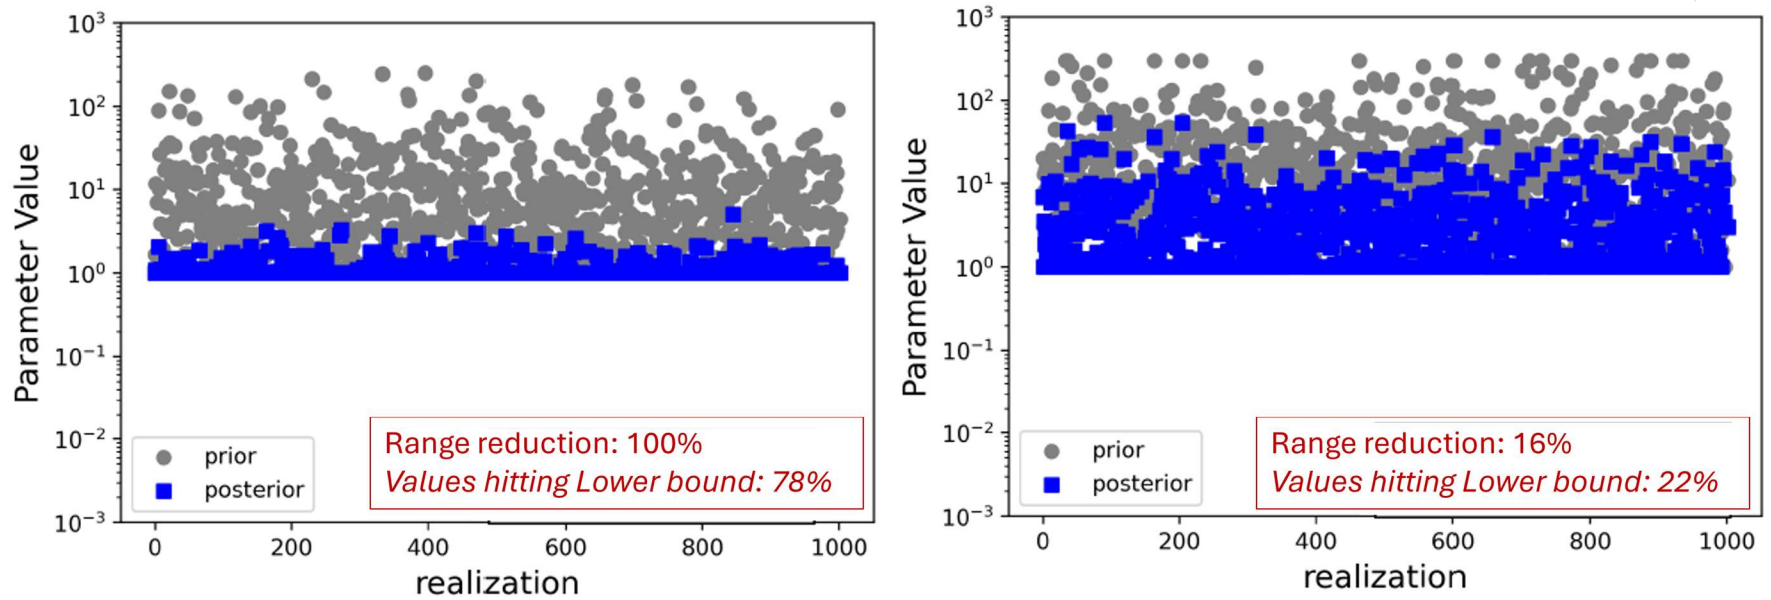 10³
10²
10¹
10⁰
10⁻¹
10⁻²
10⁻³
Parameter Value
prior
posterior
Range reduction: 100%
Values hitting Lower bound: 78%
0 200 400 600 800 1000
realization
10³
10²
10¹
10⁰
10⁻¹
10⁻²
10⁻³
Parameter Value
prior
posterior
Range reduction: 16%
Values hitting Lower bound: 22%
0 200 400 600 800 1000
realization